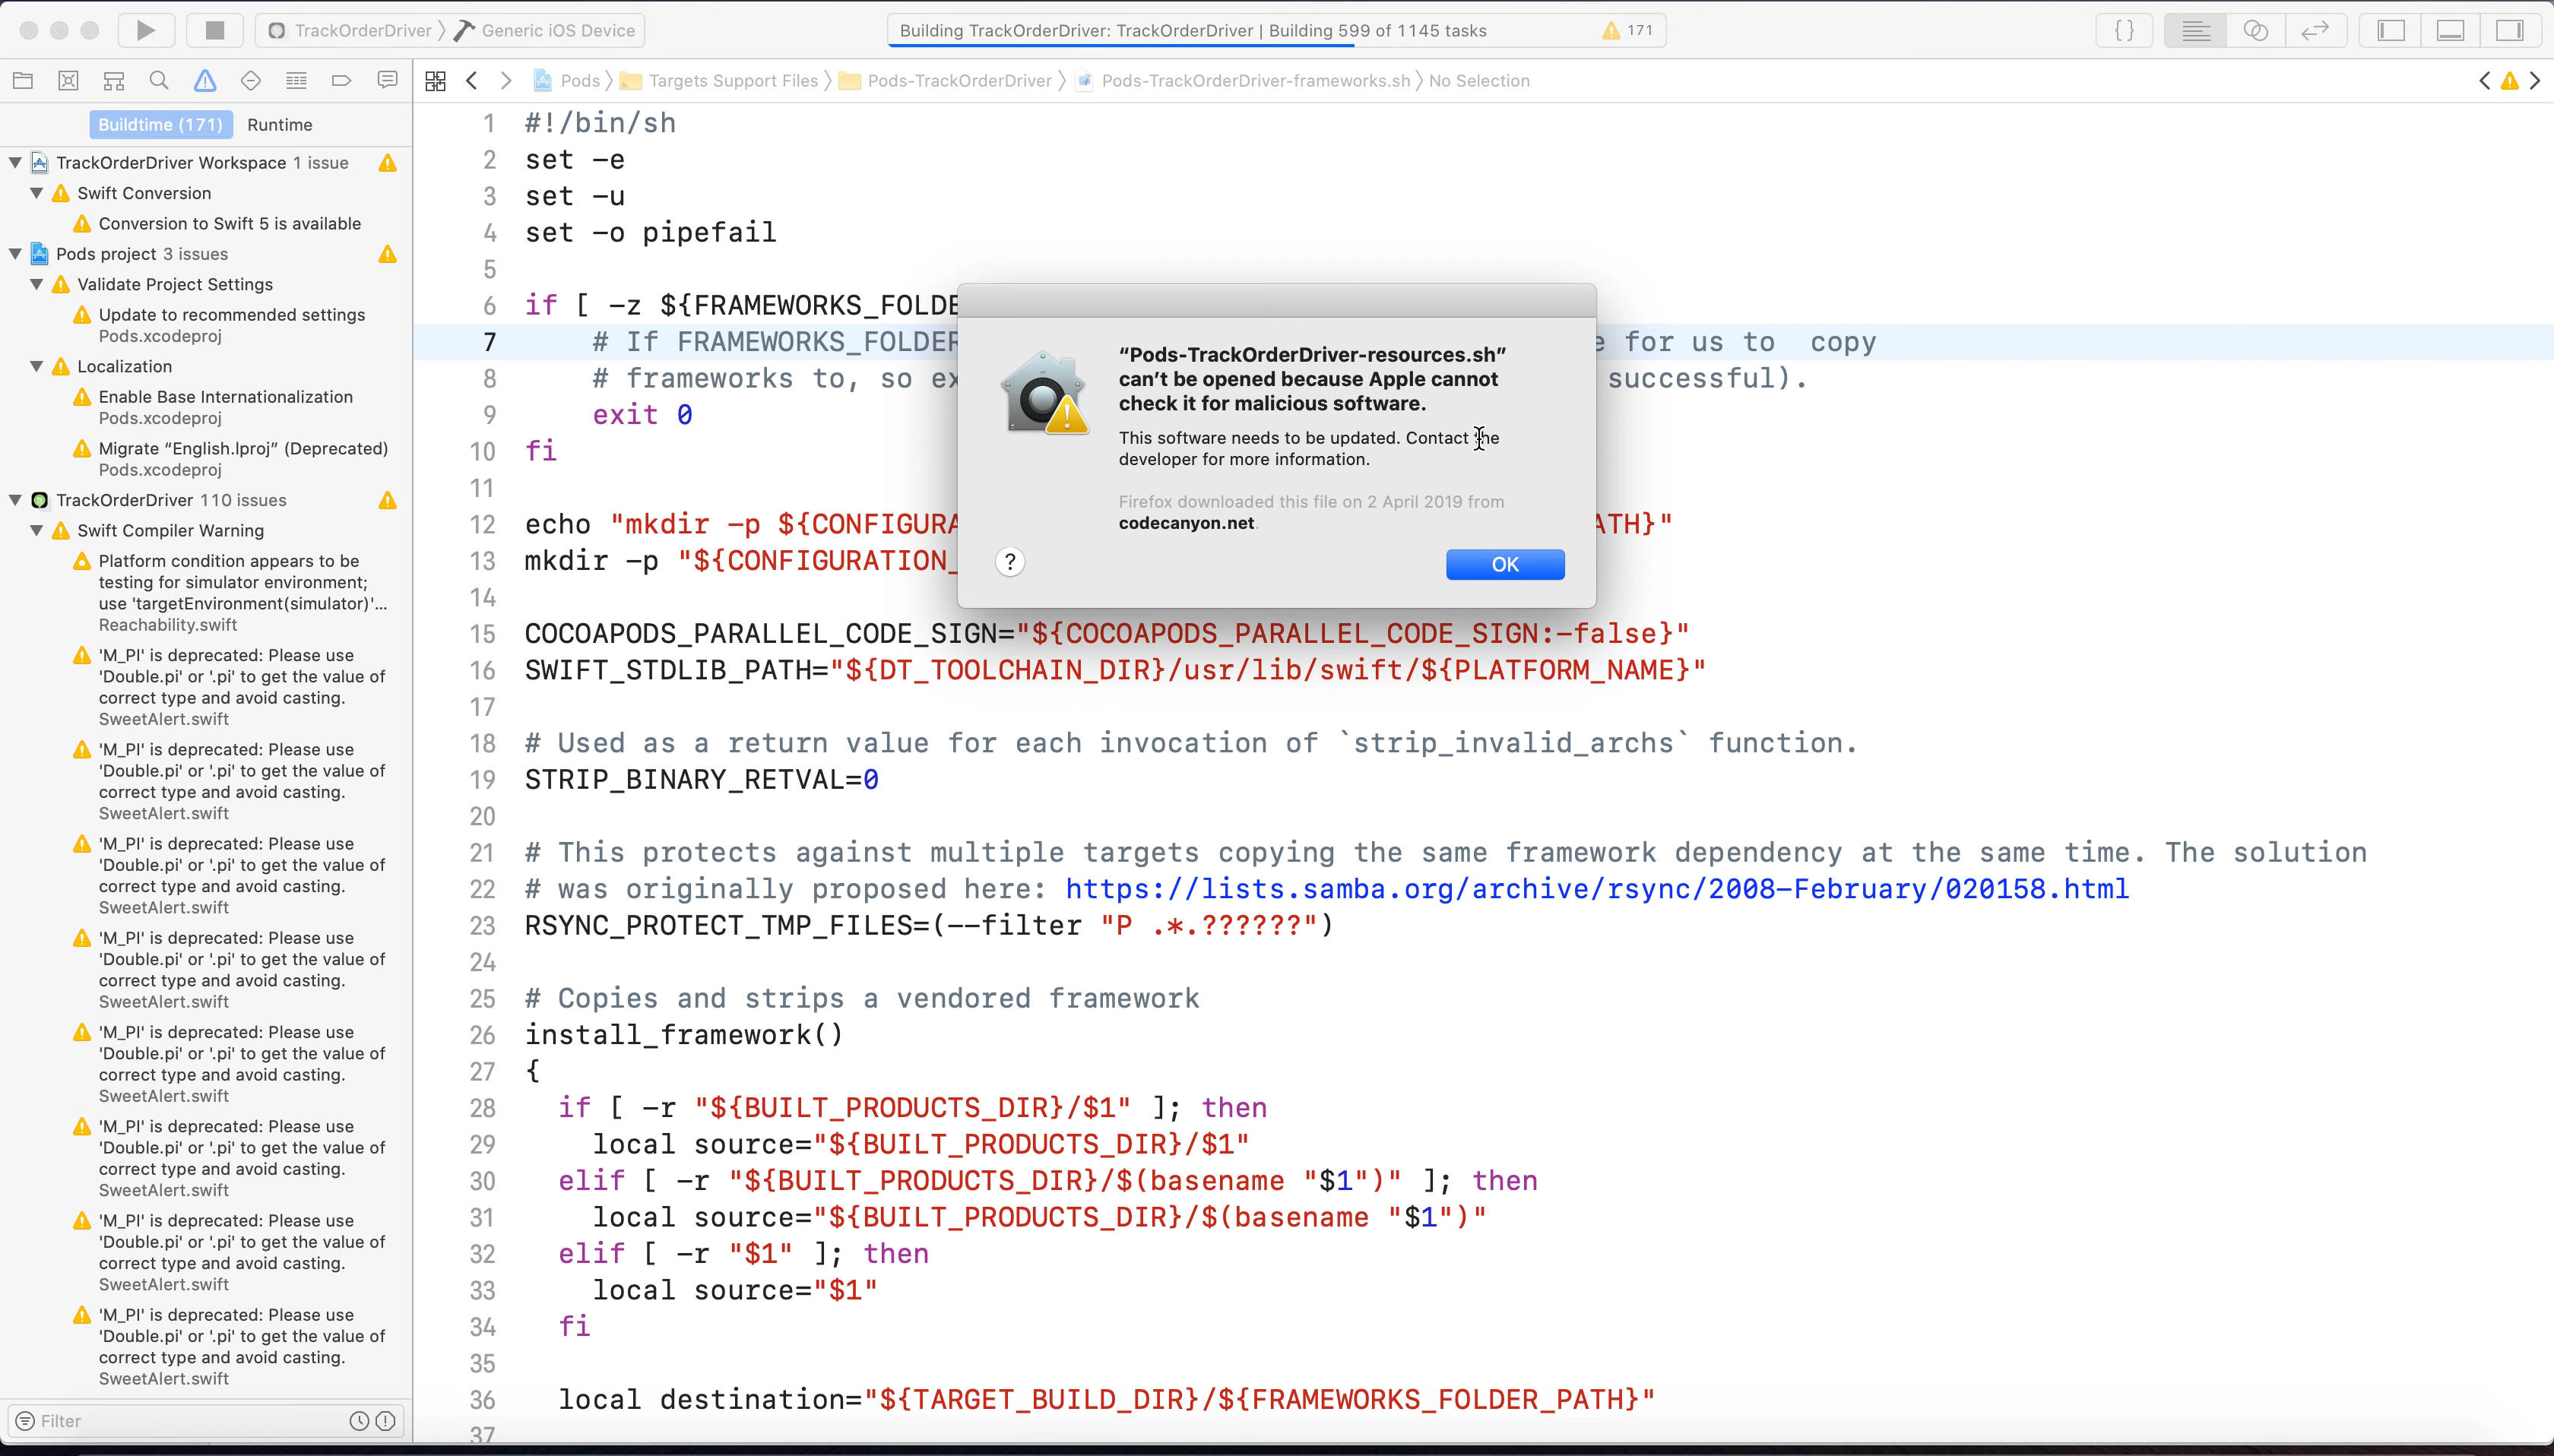 TrackOrderDriver 〉 Generic iOS Device
Building TrackOrderDriver: TrackOrderDriver | Building 599 of 1145 tasks
171
{ }
Pods 〉 Targets Support Files 〉 Pods-TrackOrderDriver 〉 Pods-TrackOrderDriver-frameworks.sh 〉 No Selection
Buildtime (171)
Runtime
TrackOrderDriver Workspace 1 issue
Swift Conversion
Conversion to Swift 5 is available
Pods project 3 issues
Validate Project Settings
Update to recommended settings
Pods.xcodeproj
Localization
Enable Base Internationalization
Pods.xcodeproj
Migrate “English.lproj” (Deprecated)
Pods.xcodeproj
TrackOrderDriver 110 issues
Swift Compiler Warning
Platform condition appears to be
testing for simulator environment;
use 'targetEnvironment(simulator)'...
Reachability.swift
'M_PI' is deprecated: Please use
'Double.pi' or '.pi' to get the value of
correct type and avoid casting.
SweetAlert.swift
'M_PI' is deprecated: Please use
'Double.pi' or '.pi' to get the value of
correct type and avoid casting.
SweetAlert.swift
'M_PI' is deprecated: Please use
'Double.pi' or '.pi' to get the value of
correct type and avoid casting.
SweetAlert.swift
'M_PI' is deprecated: Please use
'Double.pi' or '.pi' to get the value of
correct type and avoid casting.
SweetAlert.swift
'M_PI' is deprecated: Please use
'Double.pi' or '.pi' to get the value of
correct type and avoid casting.
SweetAlert.swift
'M_PI' is deprecated: Please use
'Double.pi' or '.pi' to get the value of
correct type and avoid casting.
SweetAlert.swift
'M_PI' is deprecated: Please use
'Double.pi' or '.pi' to get the value of
correct type and avoid casting.
SweetAlert.swift
'M_PI' is deprecated: Please use
'Double.pi' or '.pi' to get the value of
correct type and avoid casting.
SweetAlert.swift
Filter
1 #!/bin/sh
2 set -e
3 set -u
4 set -o pipefail
5
6 if [ -z ${FRAMEWORKS_FOLDE
7 # If FRAMEWORKS_FOLDER e for us to  copy
8 # frameworks to, so ex successful).
9 exit 0
10 fi
11
12 echo "mkdir -p ${CONFIGURA ATH}"
13 mkdir -p "${CONFIGURATION_
14
15 COCOAPODS_PARALLEL_CODE_SIGN="${COCOAPODS_PARALLEL_CODE_SIGN:-false}"
16 SWIFT_STDLIB_PATH="${DT_TOOLCHAIN_DIR}/usr/lib/swift/${PLATFORM_NAME}"
17
18 # Used as a return value for each invocation of `strip_invalid_archs` function.
19 STRIP_BINARY_RETVAL=0
20
21 # This protects against multiple targets copying the same framework dependency at the same time. The solution
22 # was originally proposed here: https://lists.samba.org/archive/rsync/2008-February/020158.html
23 RSYNC_PROTECT_TMP_FILES=(--filter "P .*.??????")
24
25 # Copies and strips a vendored framework
26 install_framework()
27 {
28 if [ -r "${BUILT_PRODUCTS_DIR}/$1" ]; then
29 local source="${BUILT_PRODUCTS_DIR}/$1"
30 elif [ -r "${BUILT_PRODUCTS_DIR}/$(basename "$1")" ]; then
31 local source="${BUILT_PRODUCTS_DIR}/$(basename "$1")"
32 elif [ -r "$1" ]; then
33 local source="$1"
34 fi
35
36 local destination="${TARGET_BUILD_DIR}/${FRAMEWORKS_FOLDER_PATH}"
37
“Pods-TrackOrderDriver-resources.sh”
can’t be opened because Apple cannot
check it for malicious software.
This software needs to be updated. Contact the
developer for more information.
Firefox downloaded this file on 2 April 2019 from
codecanyon.net.
?
OK